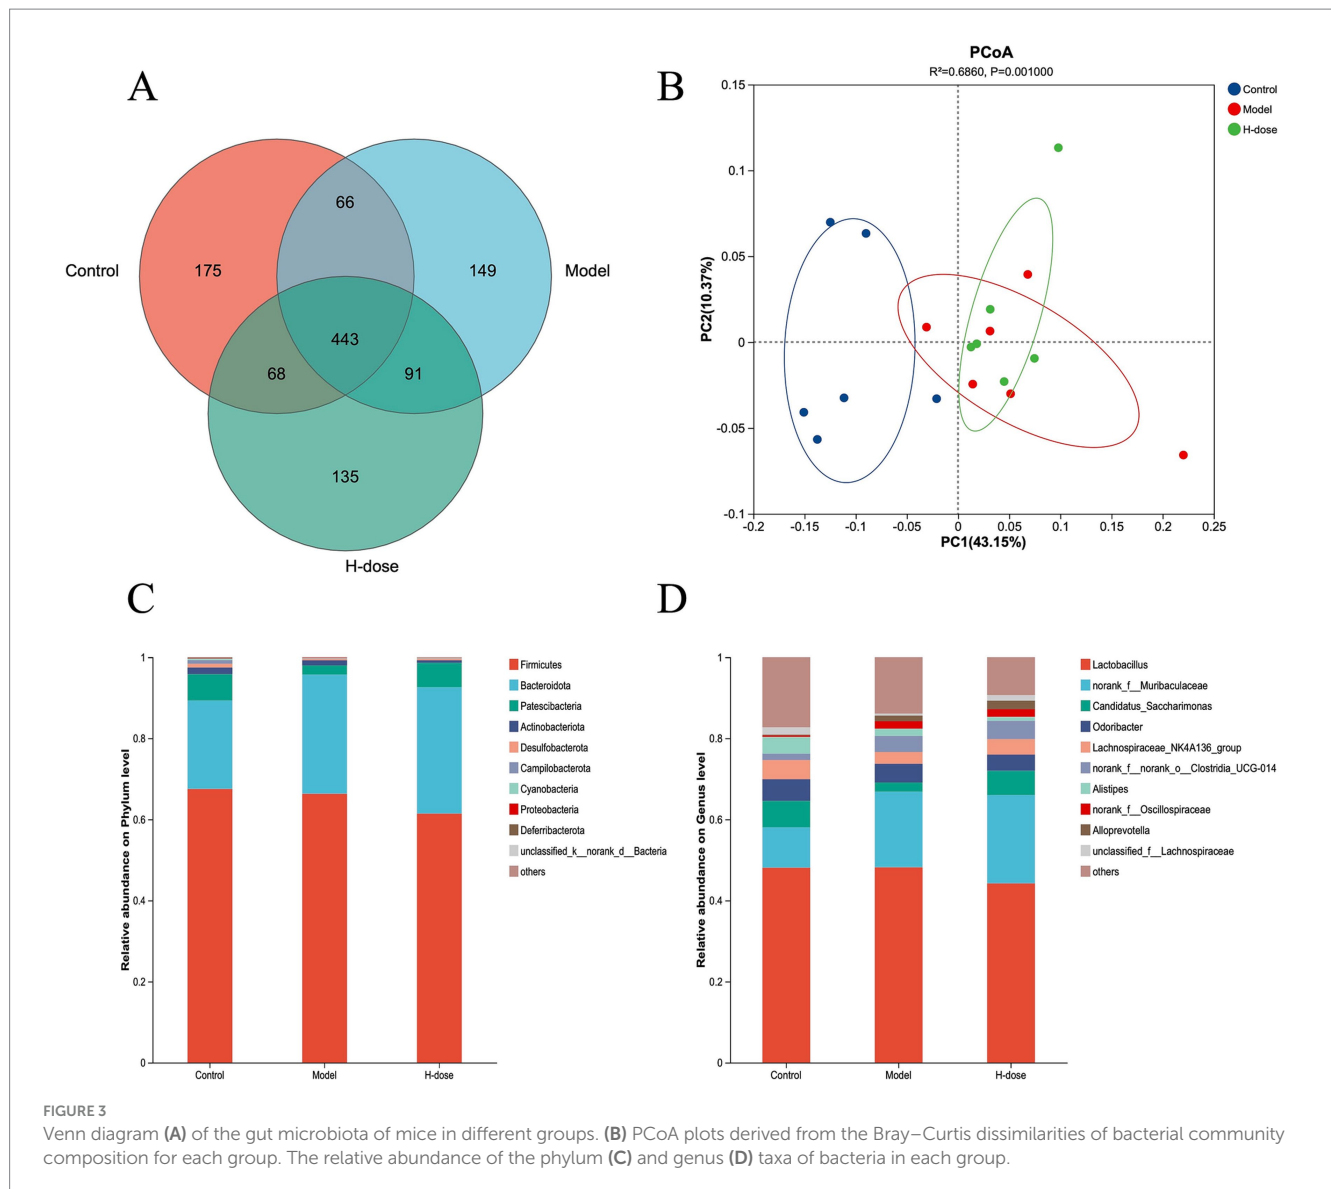 A
Control
Model
H-dose
175
66
149
443
68
91
135
B
PCoA
R²=0.6860, P=0.001000
Control
Model
H-dose
PC2(10.37%)
0.15
0.1
0.05
0
-0.05
-0.1
-0.2
-0.15
-0.1
-0.05
0
0.05
0.1
0.15
0.2
0.25
PC1(43.15%)
C
Relative abundance on Phylum level
1
0.8
0.6
0.4
0.2
0
Control
Model
H-dose
Firmicutes
Bacteroidota
Patescibacteria
Actinobacteriota
Desulfobacterota
Campilobacterota
Cyanobacteria
Proteobacteria
Deferribacterota
unclassified_k__norank_d__Bacteria
others
D
Relative abundance on Genus level
1
0.8
0.6
0.4
0.2
0
Control
Model
H-dose
Lactobacillus
norank_f__Muribaculaceae
Candidatus_Saccharimonas
Odoribacter
Lachnospiraceae_NK4A136_group
norank_f__norank_o__Clostridia_UCG-014
Alistipes
norank_f__Oscillospiraceae
Alloprevotella
unclassified_f__Lachnospiraceae
others
FIGURE 3
Venn diagram (A) of the gut microbiota of mice in different groups. (B) PCoA plots derived from the Bray–Curtis dissimilarities of bacterial community
composition for each group. The relative abundance of the phylum (C) and genus (D) taxa of bacteria in each group.